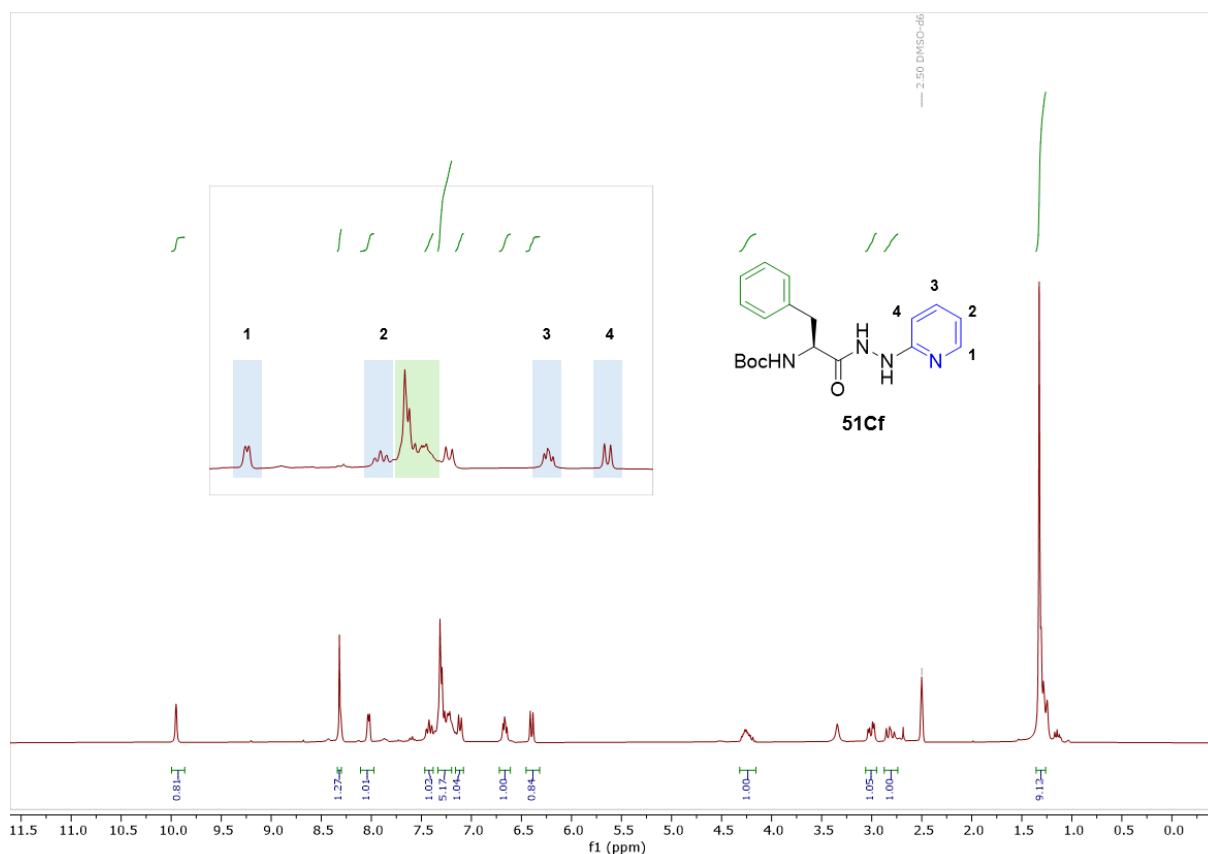 2.50 DMSO-d6
1 2 3 4
3
4 2
H
N N 1
BocHN H N
O
51Cf
0.81 1.27 1.01 1.02 5.17 1.04 1.00 0.84 1.00 1.05 1.00 9.13
11.5 11.0 10.5 10.0 9.5 9.0 8.5 8.0 7.5 7.0 6.5 6.0 5.5 5.0 4.5 4.0 3.5 3.0 2.5 2.0 1.5 1.0 0.5 0.0
f1 (ppm)